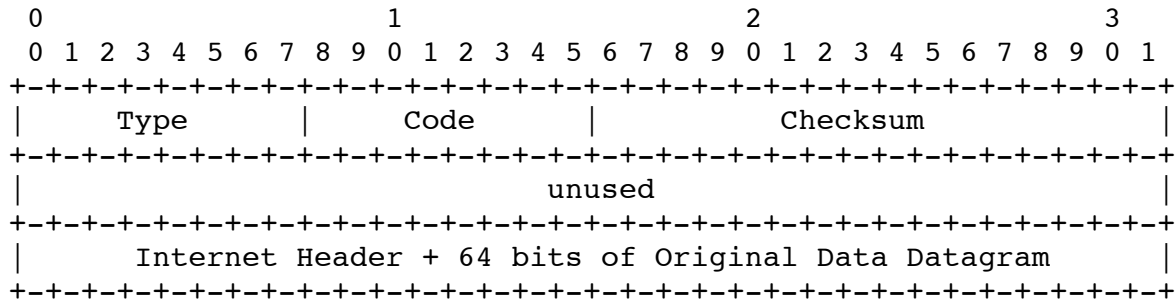 0                   1                   2                   3
0 1 2 3 4 5 6 7 8 9 0 1 2 3 4 5 6 7 8 9 0 1 2 3 4 5 6 7 8 9 0 1
+-+-+-+-+-+-+-+-+-+-+-+-+-+-+-+-+-+-+-+-+-+-+-+-+-+-+-+-+-+-+-+-+
|     Type      |     Code      |          Checksum             |
+-+-+-+-+-+-+-+-+-+-+-+-+-+-+-+-+-+-+-+-+-+-+-+-+-+-+-+-+-+-+-+-+
|                             unused                            |
+-+-+-+-+-+-+-+-+-+-+-+-+-+-+-+-+-+-+-+-+-+-+-+-+-+-+-+-+-+-+-+-+
|      Internet Header + 64 bits of Original Data Datagram      |
+-+-+-+-+-+-+-+-+-+-+-+-+-+-+-+-+-+-+-+-+-+-+-+-+-+-+-+-+-+-+-+-+